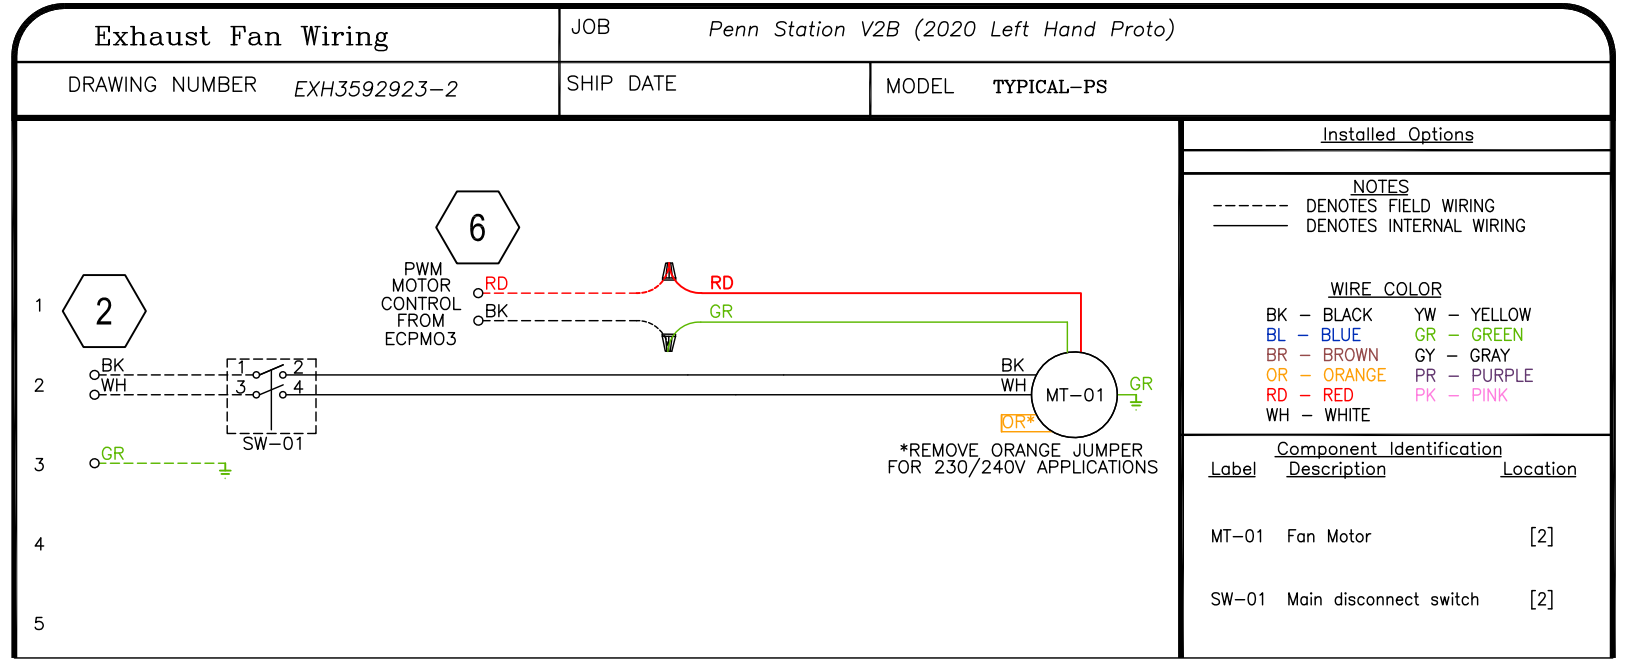 Exhaust Fan Wiring
JOB Penn Station V2B (2020 Left Hand Proto)
DRAWING NUMBER EXH3592923-2
SHIP DATE
MODEL TYPICAL-PS
6
PWM
MOTOR
CONTROL
FROM
ECPM03
RD
BK
RD
GR
1
2
2
BK
WH
1 2
3 4
SW-01
BK
WH
MT-01
GR
OR*
*REMOVE ORANGE JUMPER
FOR 230/240V APPLICATIONS
3
GR
4
5
Installed Options
NOTES
DENOTES FIELD WIRING
DENOTES INTERNAL WIRING
WIRE COLOR
BK - BLACK YW - YELLOW
BL - BLUE GR - GREEN
BR - BROWN GY - GRAY
OR - ORANGE PR - PURPLE
RD - RED PK - PINK
WH - WHITE
Component Identification
Label Description Location
MT-01 Fan Motor [2]
SW-01 Main disconnect switch [2]